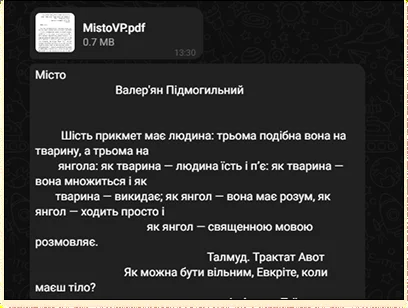 MistoVP.pdf
0.7 MB
13:30
Місто
Валер'ян Підмогильний
Шість прикмет має людина: трьома подібна вона на
тварину, а трьома на
янгола: як тварина — людина їсть і п'є: як тварина —
вона множиться і як
тварина — викидає; як янгол — вона має розум, як
янгол — ходить просто і
як янгол — священною мовою
розмовляє.
Талмуд. Трактат Авот
Як можна бути вільним, Евкріте, коли
маєш тіло?